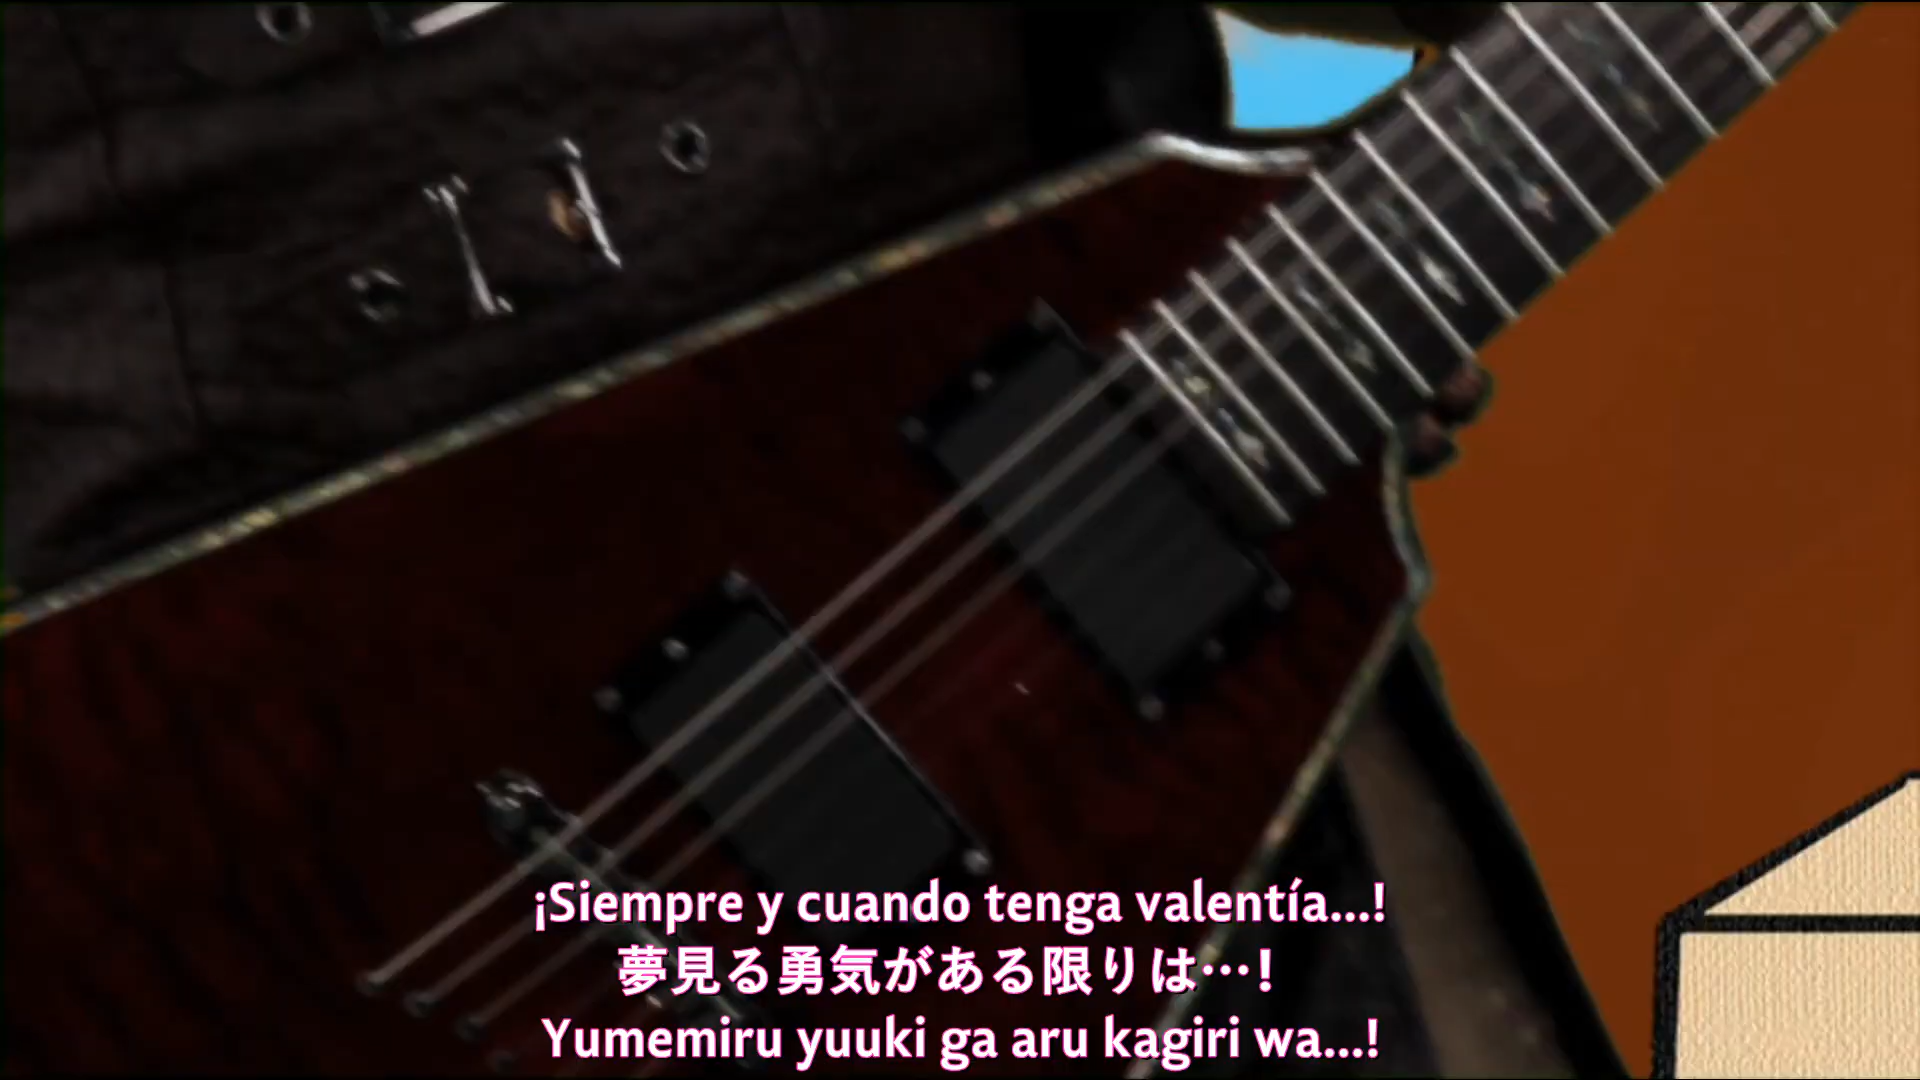 ¡Siempre y cuando tenga valentía...!
夢見る勇気がある限りは…!
Yumemiru yuuki ga aru kagiri wa...!